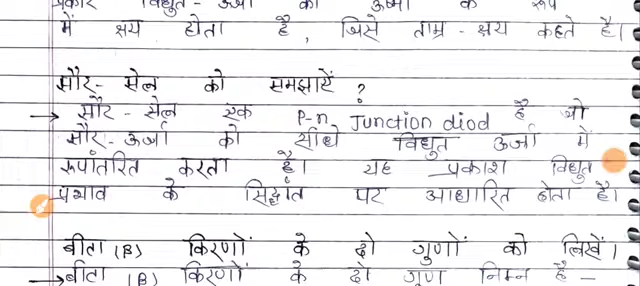 प्रकार विद्युत - ऊर्जा का ऊष्मा के रूप
में क्षय होता है, जिसे ताम्र - क्षय कहते है।
सौर - सेल को समझाएँ ?
→ सौर - सेल एक P-n Junction diod है जो
सौर - ऊर्जा को सीधे विद्युत ऊर्जा में
रूपांतरित करता है। यह प्रकाश विद्युत
प्रभाव के सिद्धांत पर आधारित होता है।
बीटा (β) किरणों के दो गुणों को लिखें।
→ बीटा (β) किरणों के दो गुण निम्न है -